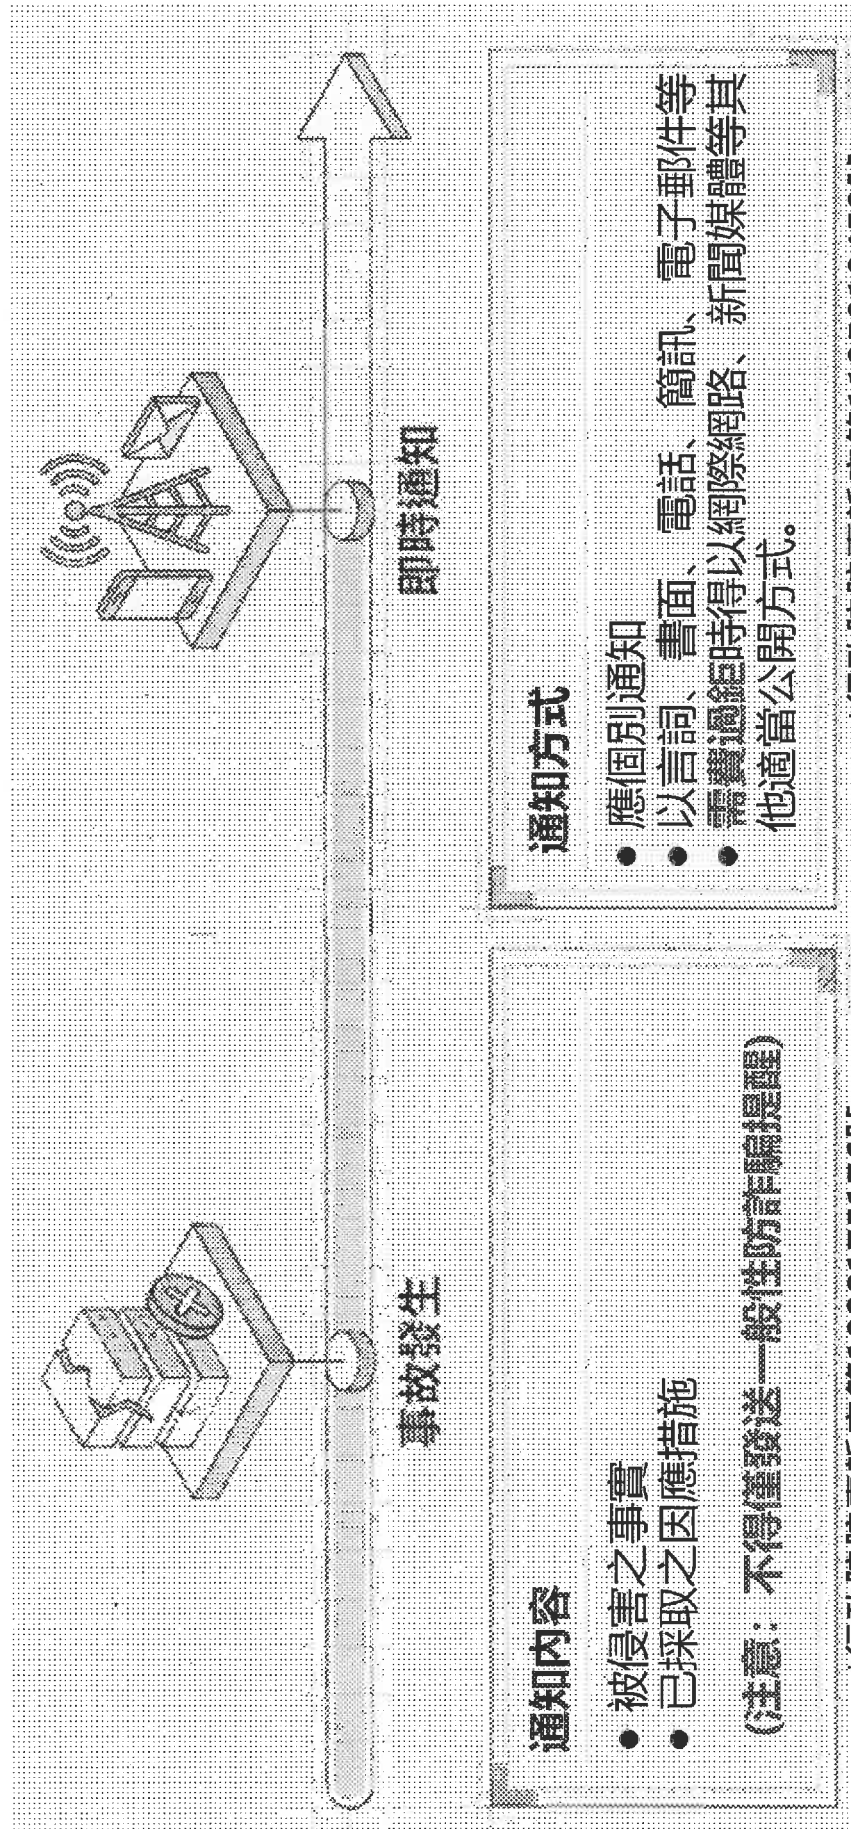 事故發生
即時通知
通知內容
● 被侵害之事實
● 已採取之因應措施
(注意：不得僅發送一般性防詐騙提醒)
通知方式
● 應個別通知
● 以言詞、書面、電話、簡訊、電子郵件等
● 需費過鉅時得以網際網路、新聞媒體等其
他適當公開方式。